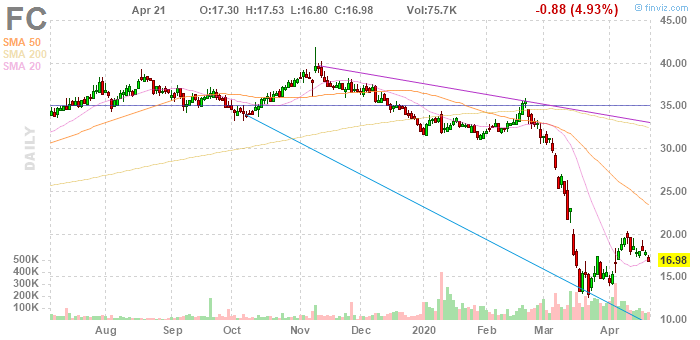 FC
Apr 21 O:17.30 H:17.53 L:16.80 C:16.98 Vol:75.7K
© finviz.com
-0.88 (4.93%)
SMA 50
SMA 200
SMA 20
DAILY
45.00
40.00
35.00
30.00
25.00
20.00
16.98
15.00
10.00
500K
400K
300K
200K
100K
Aug Sep Oct Nov Dec 2020 Feb Mar Apr